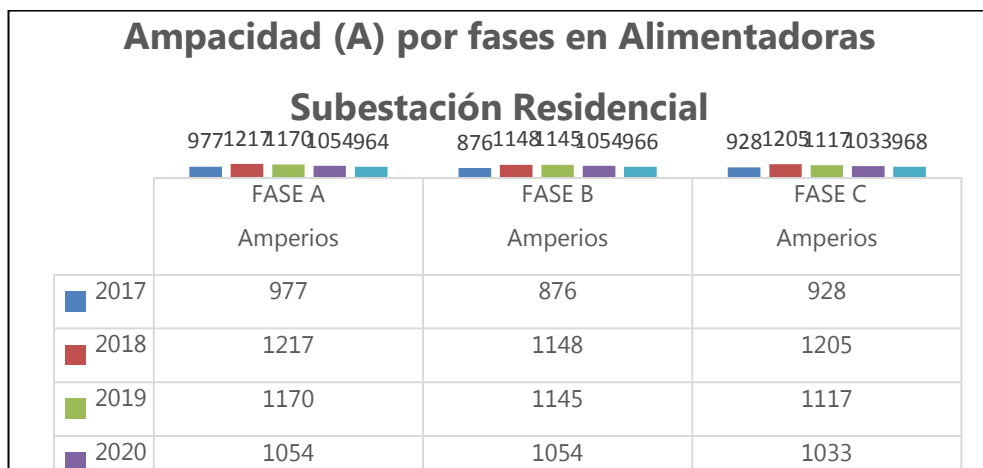 Ampacidad (A) por fases en Alimentadoras
Subestación Residencial
977 1217 1170 1054 964 876 1148 1145 1054 966 928 1205 1117 1033 968
FASE A FASE B FASE C
Amperios Amperios Amperios
2017 977 876 928
2018 1217 1148 1205
2019 1170 1145 1117
2020 1054 1054 1033